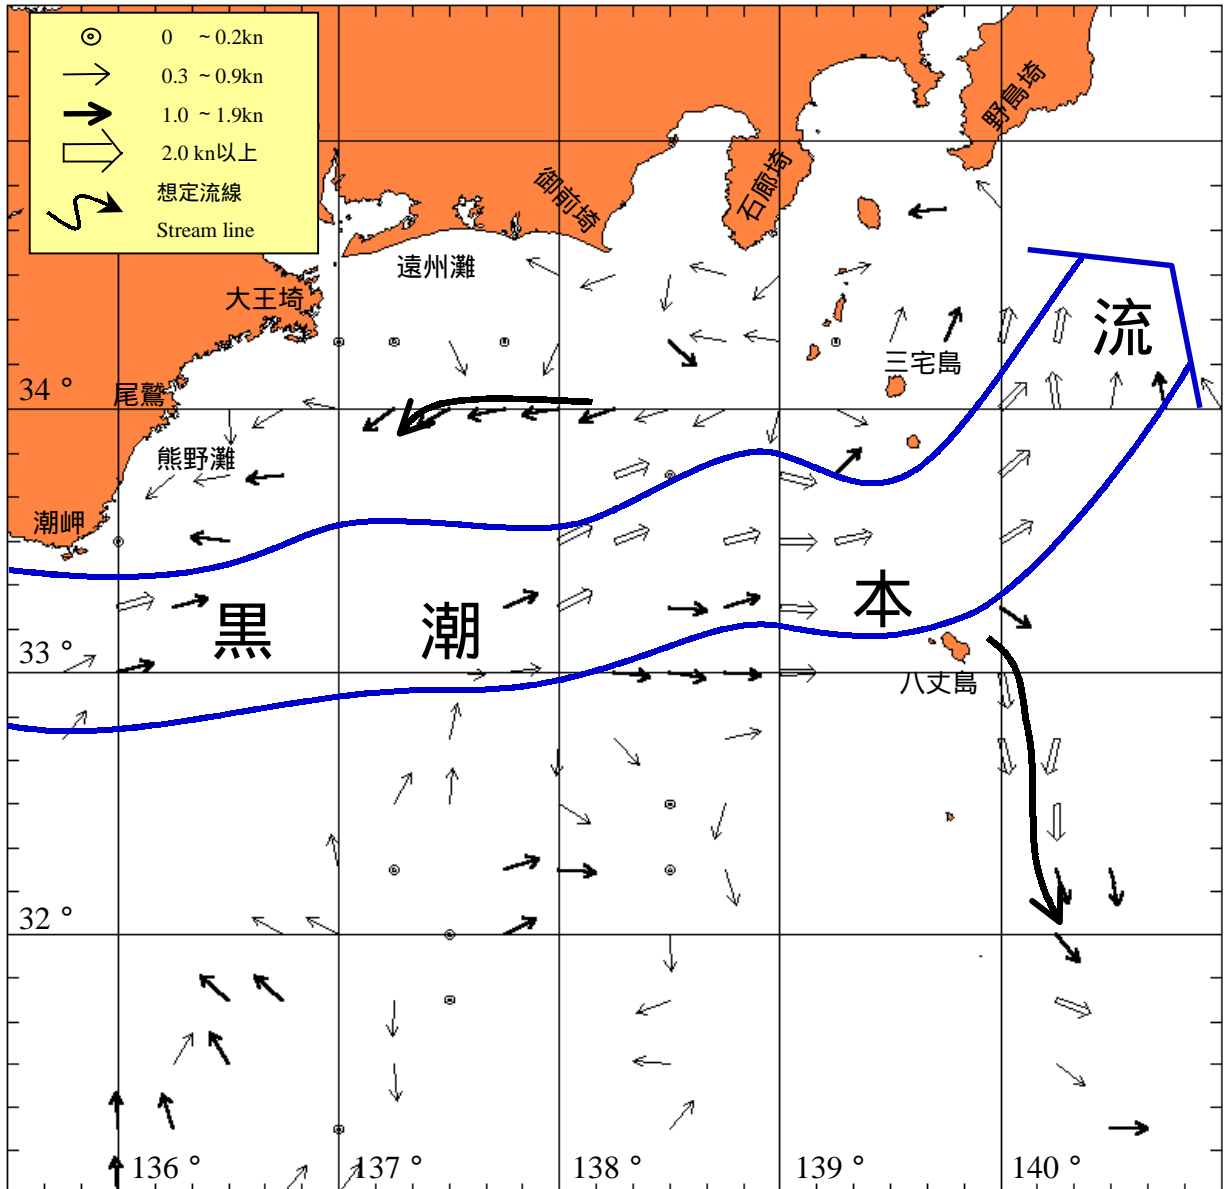 0 ~ 0.2kn
0.3 ~ 0.9kn
1.0 ~ 1.9kn
2.0 kn以上
想定流線
Stream line
野島埼
石廊埼
御前埼
遠州灘
大王埼
流
三宅島
34°
尾鷲
熊野灘
潮岬
黒 潮 本
33°
八丈島
32°
136° 137° 138° 139° 140°